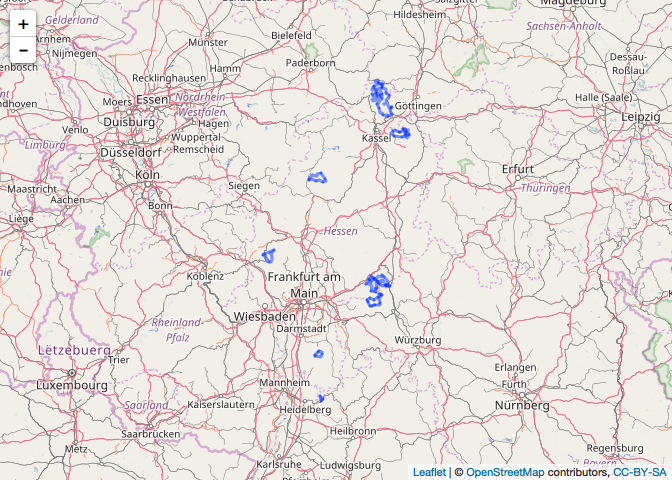 Gelderland
Hildesheim
Magdeburg
Salzgitter
+
Arnhem
Nijmegen
−
Münster
Bielefeld
Sachsen-Anhalt
Paderborn
Hamm
Dessau-
Roßlau
Recklinghausen
Moers
Essen
Nordrhein-
Westfalen
Göttingen
Halle (Saale)
Leipzig
Duisburg
Hagen
Venlo
Wuppertal
Remscheid
Kassel
Limburg
Düsseldorf
Erfurt
Köln
Siegen
Thüringen
Maastricht
Aachen
Bonn
Liège
Hessen
Koblenz
Frankfurt am
Main
Wiesbaden
Rheinland-
Pfalz
Darmstadt
Würzburg
Lëtzebuerg
Trier
Erlangen
Luxembourg
Mannheim
Furth
Kaiserslautern
Saarland
Heidelberg
Nürnberg
Saarbrücken
Heilbronn
Metz
Regensburg
Karlsruhe
Ludwigsburg
Pforzheim
Bayern
Leaflet | © OpenStreetMap contributors, CC-BY-SA